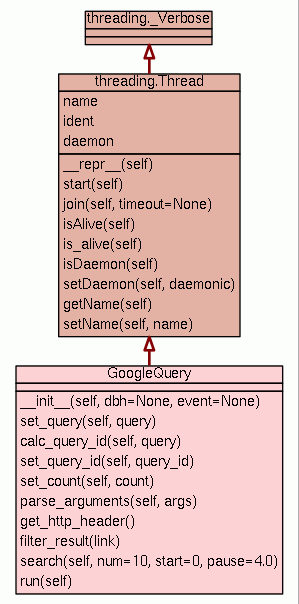 threading._Verbose
threading.Thread
name
ident
daemon
__repr__(self)
start(self)
join(self, timeout=None)
isAlive(self)
is_alive(self)
isDaemon(self)
setDaemon(self, daemonic)
getName(self)
setName(self, name)
GoogleQuery
__init__(self, dbh=None, event=None)
set_query(self, query)
calc_query_id(self, query)
set_query_id(self, query_id)
set_count(self, count)
parse_arguments(self, args)
get_http_header()
filter_result(link)
search(self, num=10, start=0, pause=4.0)
run(self)